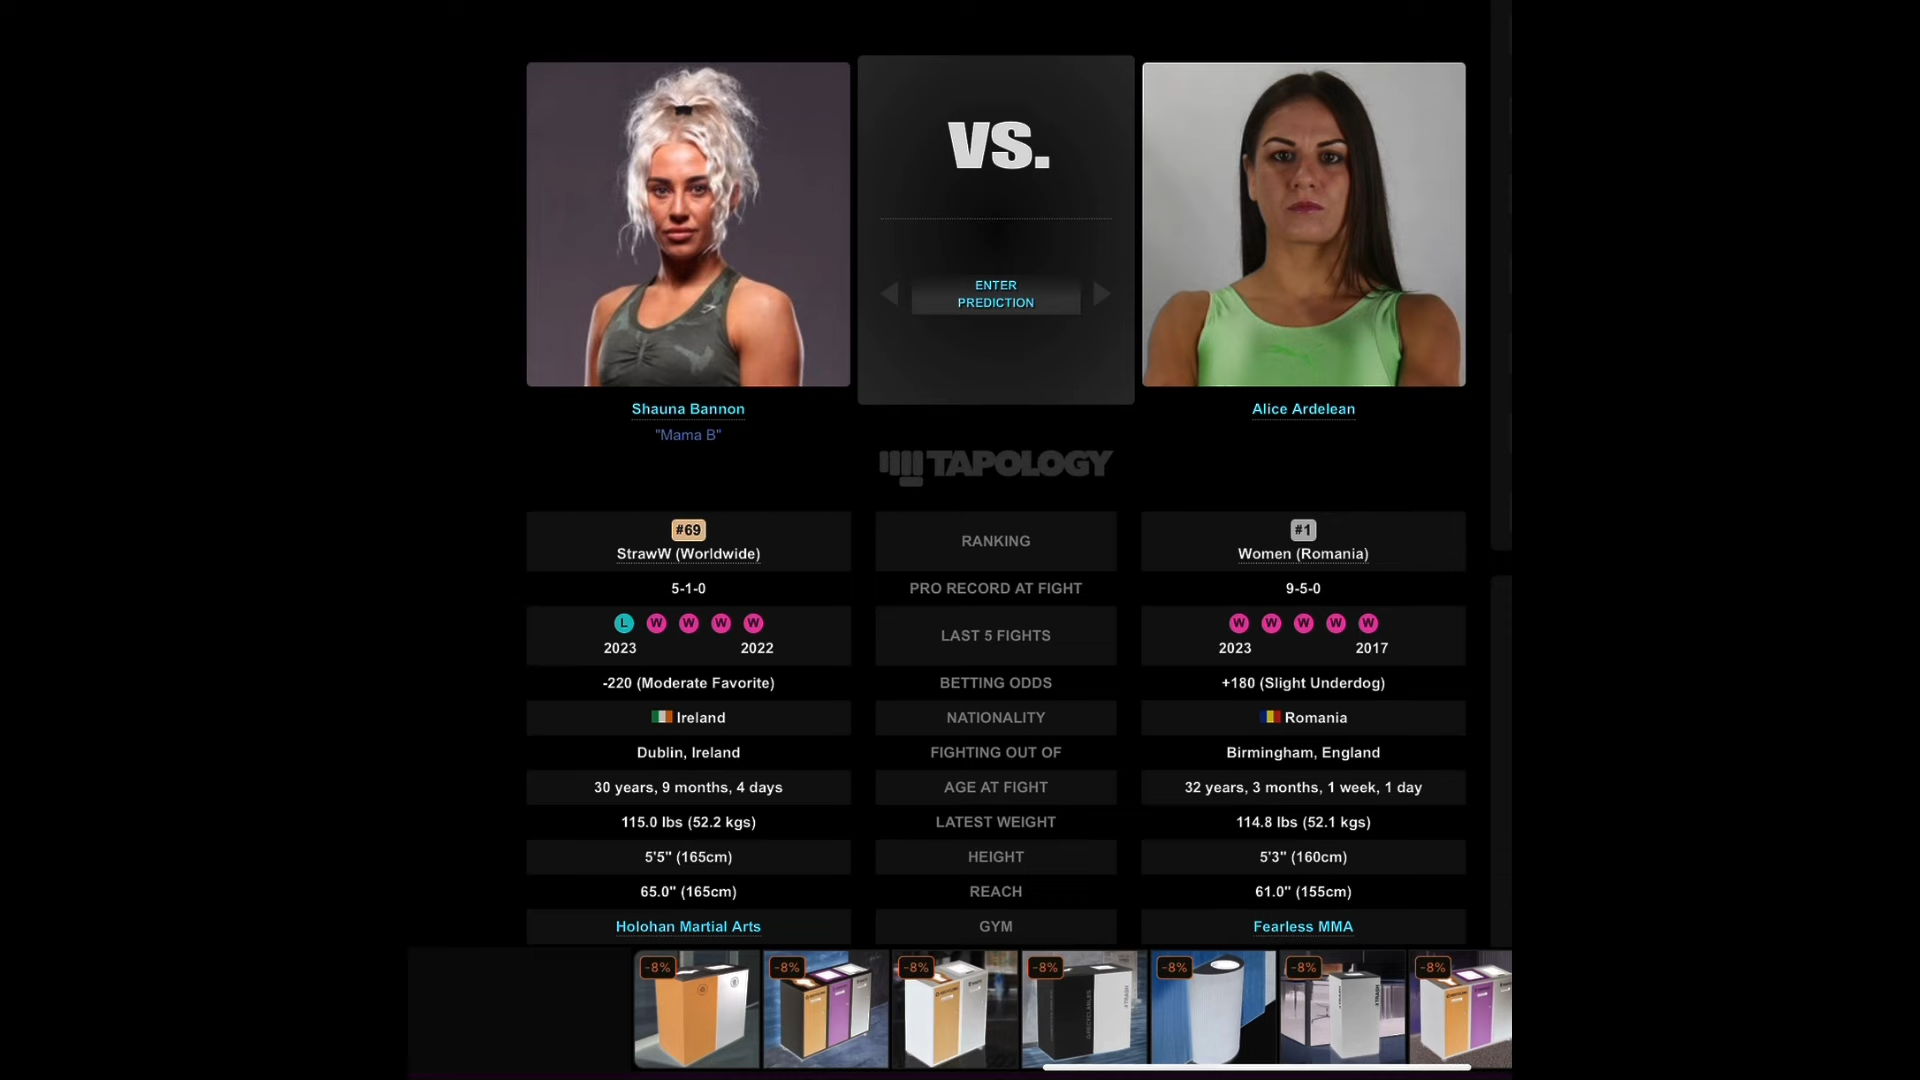 VS.
ENTER
PREDICTION
Shauna Bannon
Alice Ardelean
"Mama B"
TAPOLOGY
#69
StrawW (Worldwide)
RANKING
#1
Women (Romania)
5-1-0
PRO RECORD AT FIGHT
9-5-0
L W W W W
2023 2022
LAST 5 FIGHTS
W W W W W
2023 2017
-220 (Moderate Favorite)
BETTING ODDS
+180 (Slight Underdog)
Ireland
NATIONALITY
Romania
Dublin, Ireland
FIGHTING OUT OF
Birmingham, England
30 years, 9 months, 4 days
AGE AT FIGHT
32 years, 3 months, 1 week, 1 day
115.0 lbs (52.2 kgs)
LATEST WEIGHT
114.8 lbs (52.1 kgs)
5'5" (165cm)
HEIGHT
5'3" (160cm)
65.0" (165cm)
REACH
61.0" (155cm)
Holohan Martial Arts
GYM
Fearless MMA
-8% -8% -8% -8% -8% -8% -8%